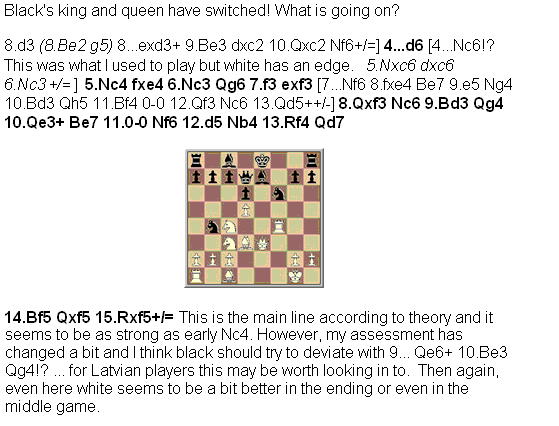 Black's king and queen have switched! What is going on?
8.d3 (8.Be2 g5) 8...exd3+ 9.Be3 dxc2 10.Qxc2 Nf6+/=] 4...d6 [4...Nc6!?
This was what I used to play but white has an edge. 5.Nxc6 dxc6
6.Nc3 +/= ] 5.Nc4 fxe4 6.Nc3 Qg6 7.f3 exf3 [7...Nf6 8.fxe4 Be7 9.e5 Ng4
10.Bd3 Qh5 11.Bf4 0-0 12.Qf3 Nc6 13.Qd5++/-] 8.Qxf3 Nc6 9.Bd3 Qg4
10.Qe3+ Be7 11.0-0 Nf6 12.d5 Nb4 13.Rf4 Qd7
14.Bf5 Qxf5 15.Rxf5+/= This is the main line according to theory and it
seems to be as strong as early Nc4. However, my assessment has
changed a bit and I think black should try to deviate with 9... Qe6+ 10.Be3
Qg4!? ... for Latvian players this may be worth looking in to. Then again,
even here white seems to be a bit better in the ending or even in the
middle game.